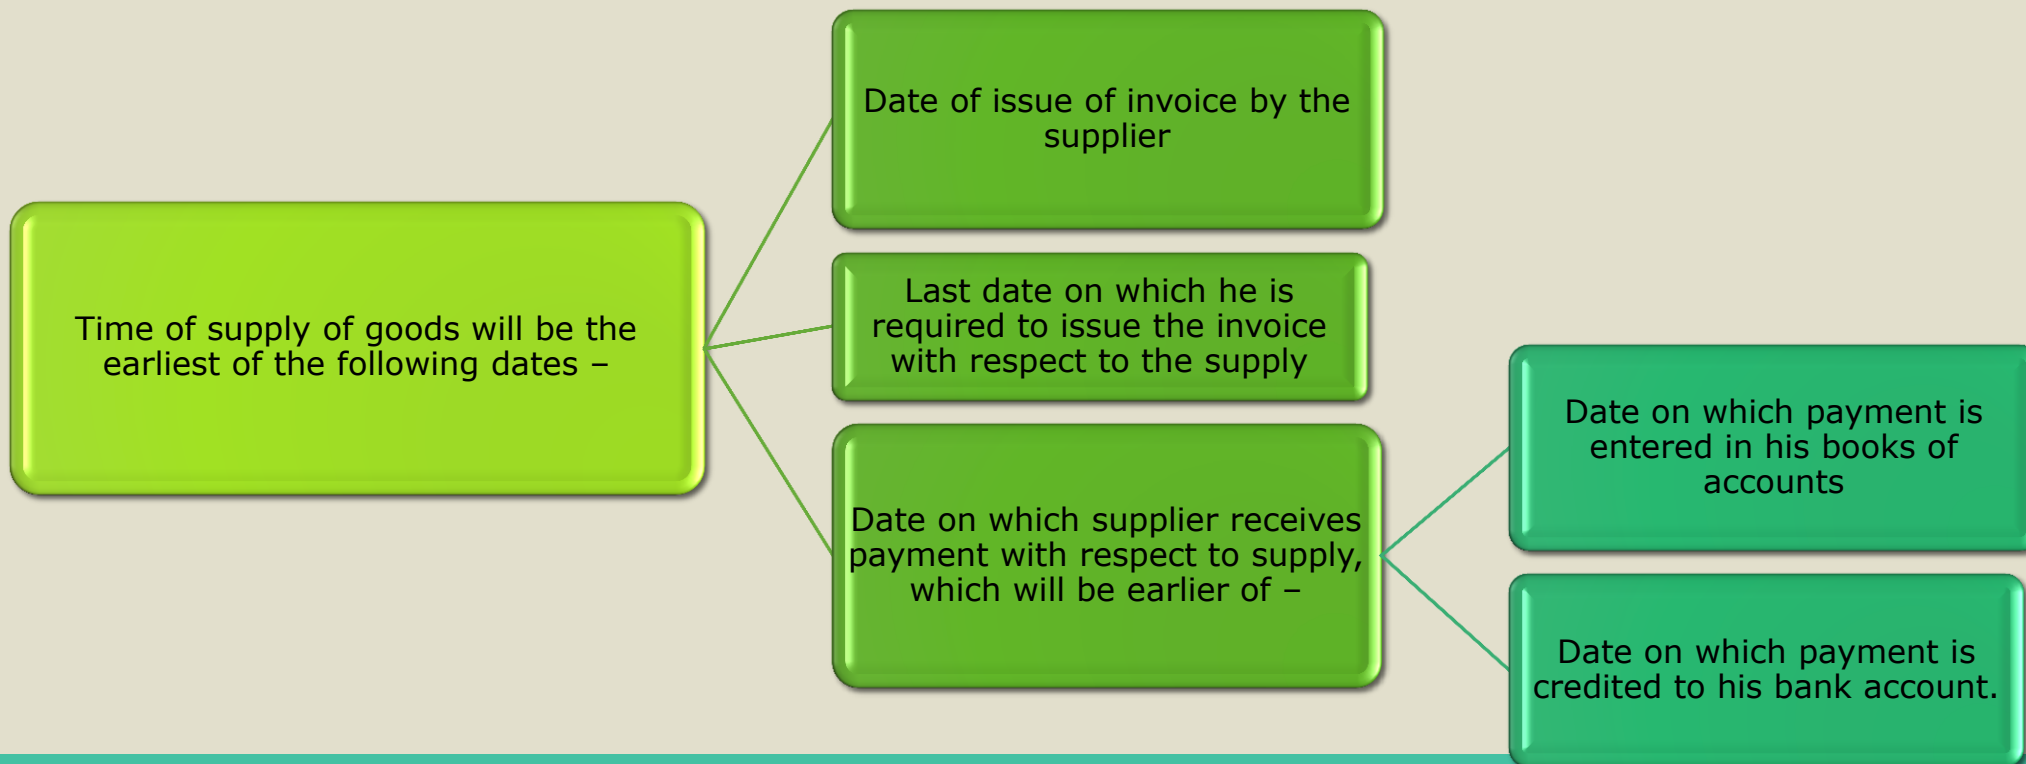 Time of supply of goods will be the
earliest of the following dates –
Date of issue of invoice by the
supplier
Last date on which he is
required to issue the invoice
with respect to the supply
Date on which supplier receives
payment with respect to supply,
which will be earlier of –
Date on which payment is
entered in his books of
accounts
Date on which payment is
credited to his bank account.